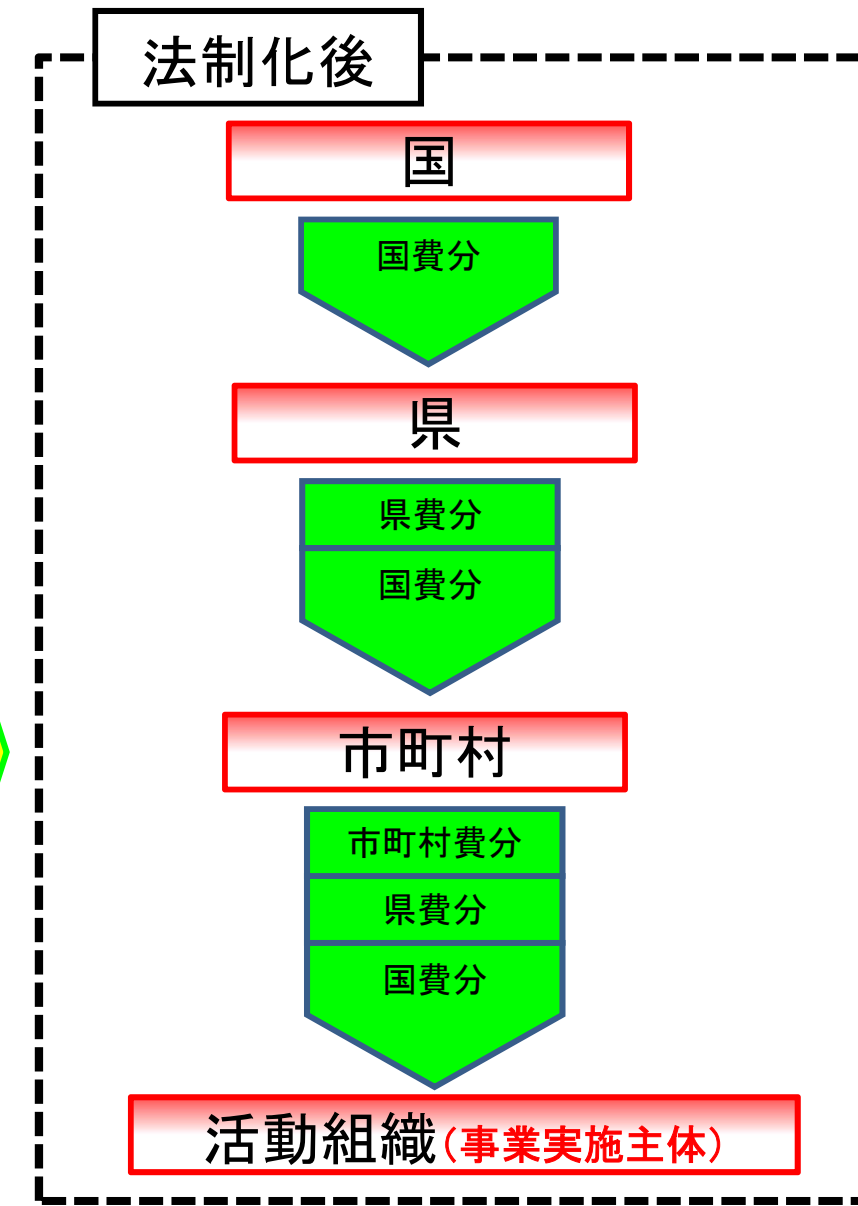 法制化後
国
国費分
県
県費分
国費分
市町村
市町村費分
県費分
国費分
活動組織(事業実施主体)